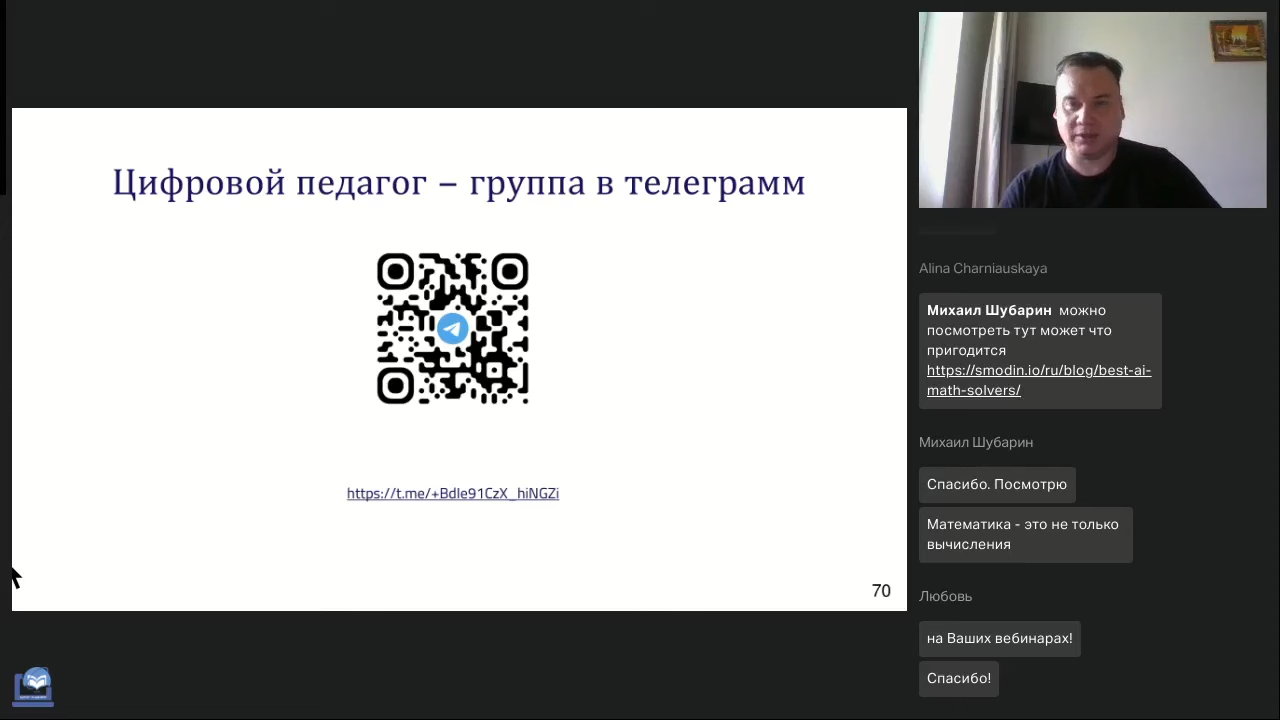 Цифровой педагог – группа в телеграмм
https://t.me/+Bdle91CzX_hiNGZi
70
Alina Charniauskaya
Михаил Шубарин можно
посмотреть тут может что
пригодится
https://smodin.io/ru/blog/best-ai-
math-solvers/
Михаил Шубарин
Спасибо. Посмотрю
Математика - это не только
вычисления
Любовь
на Ваших вебинарах!
Спасибо!